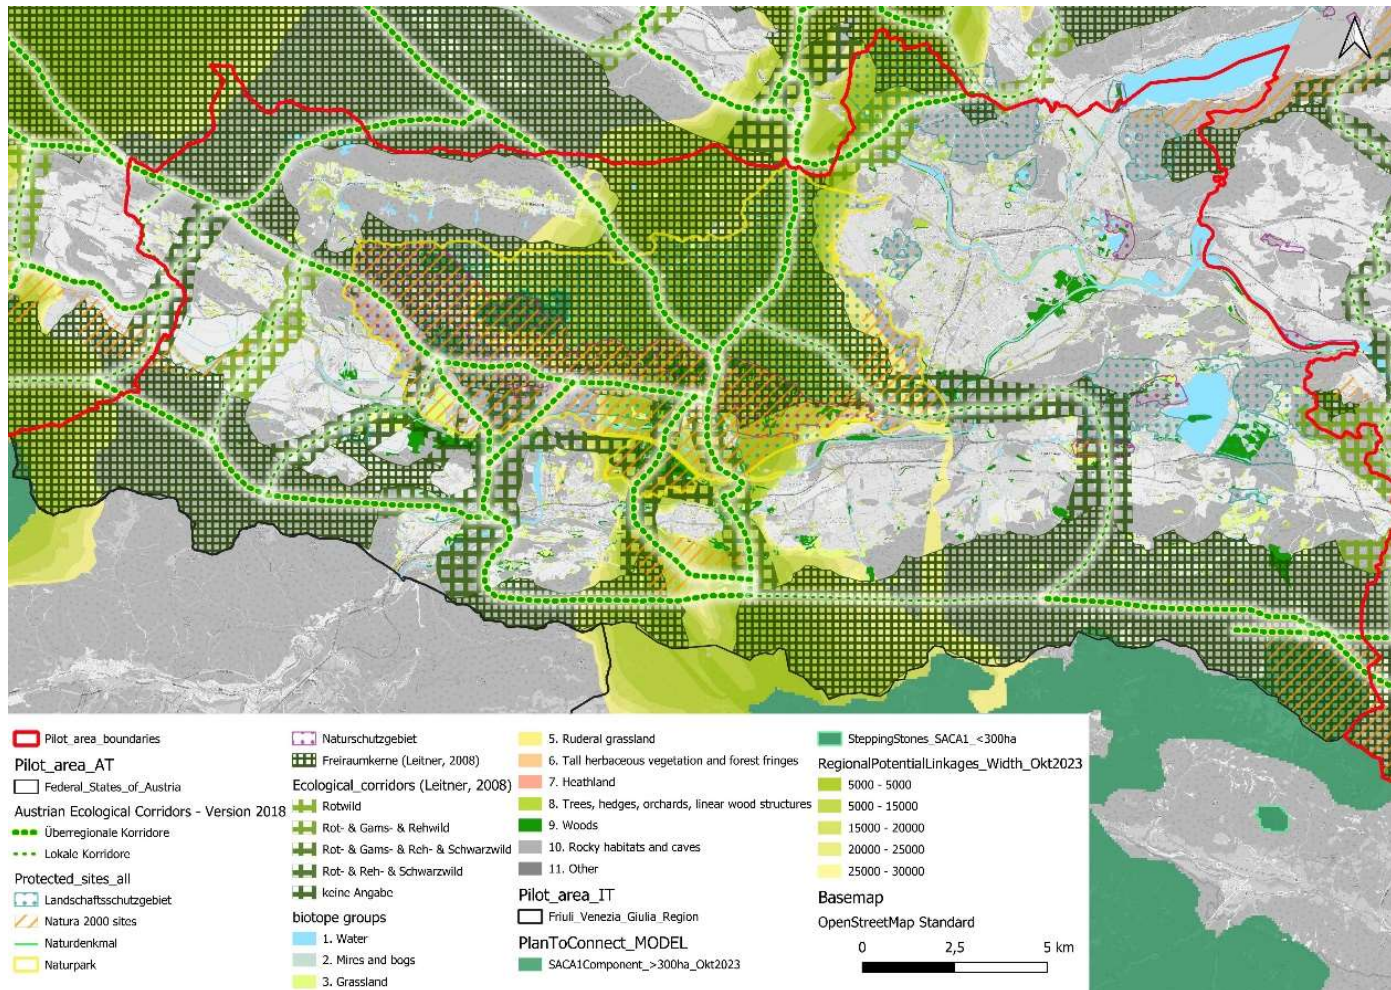 Pilot_area_boundaries
Pilot_area_AT
Federal_States_of_Austria
Austrian Ecological Corridors - Version 2018
Überregionale Korridore
Lokale Korridore
Protected_sites_all
Landschaftsschutzgebiet
Natura 2000 sites
Naturdenkmal
Naturpark
Naturschutzgebiet
Freiraumkerne (Leitner, 2008)
Ecological_corridors (Leitner, 2008)
Rotwild
Rot- & Gams- & Rehwild
Rot- & Gams- & Reh- & Schwarzwild
Rot- & Reh- & Schwarzwild
keine Angabe
biotope groups
1. Water
2. Mires and bogs
3. Grassland
5. Ruderal grassland
6. Tall herbaceous vegetation and forest fringes
7. Heathland
8. Trees, hedges, orchards, linear wood structures
9. Woods
10. Rocky habitats and caves
11. Other
Pilot_area_IT
Friuli_Venezia_Giulia_Region
PlanToConnect_MODEL
SACA1Component_>300ha_Okt2023
SteppingStones_SACA1_<300ha
RegionalPotentialLinkages_Width_Okt2023
5000 - 5000
5000 - 15000
15000 - 20000
20000 - 25000
25000 - 30000
Basemap
OpenStreetMap Standard
0 2,5 5 km